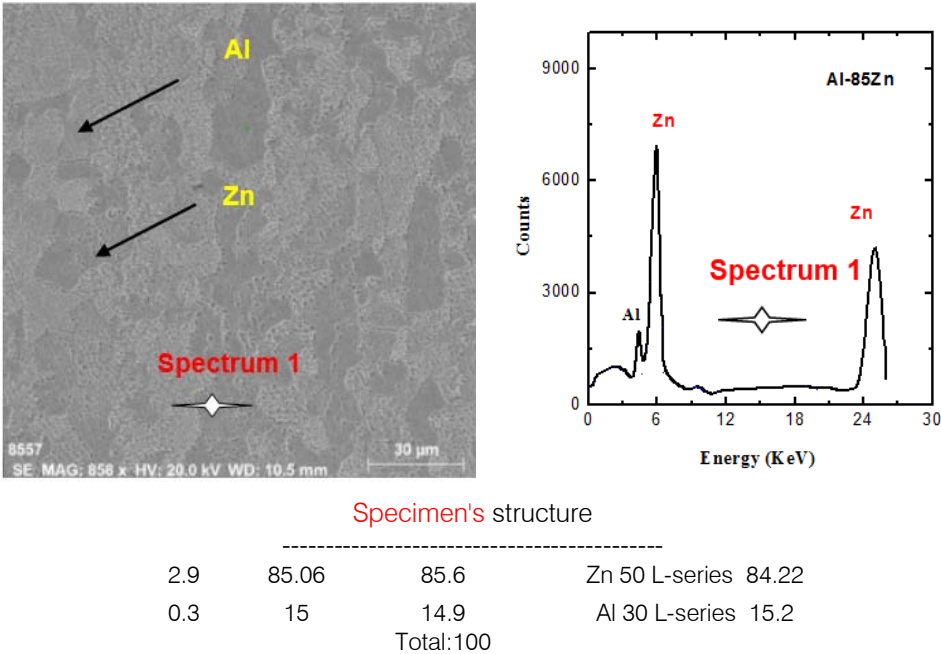 Al
Zn
Spectrum 1
8557
30 µm
SE MAG: 858 x HV: 20.0 kV WD: 10.5 mm
9000
6000
3000
0
Counts
Al-85Zn
Zn
Zn
Spectrum 1
Al
0 6 12 18 24 30
Energy (KeV)
Specimen's structure
--------------------------------------------
2.9 85.06 85.6 Zn 50 L-series 84.22
0.3 15 14.9 Al 30 L-series 15.2
Total:100